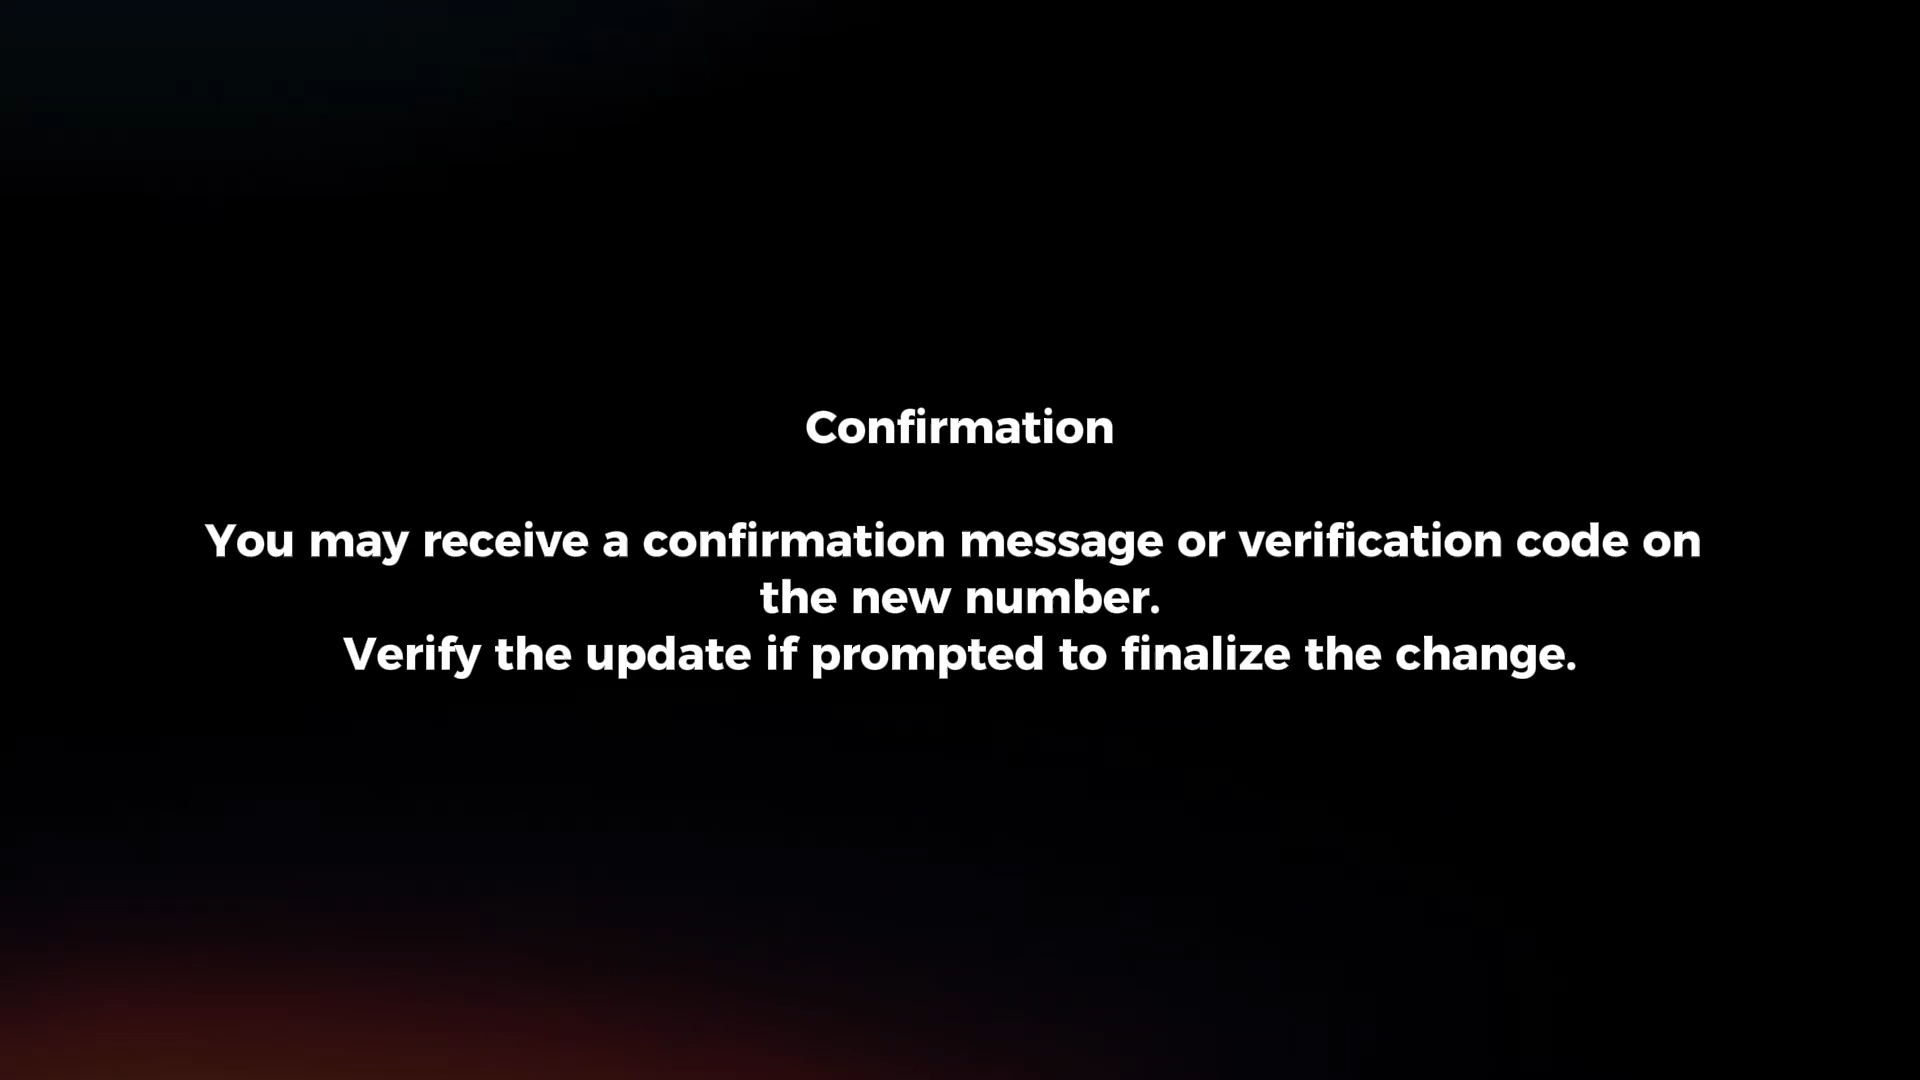 Confirmation
You may receive a confirmation message or verification code on
the new number.
Verify the update if prompted to finalize the change.